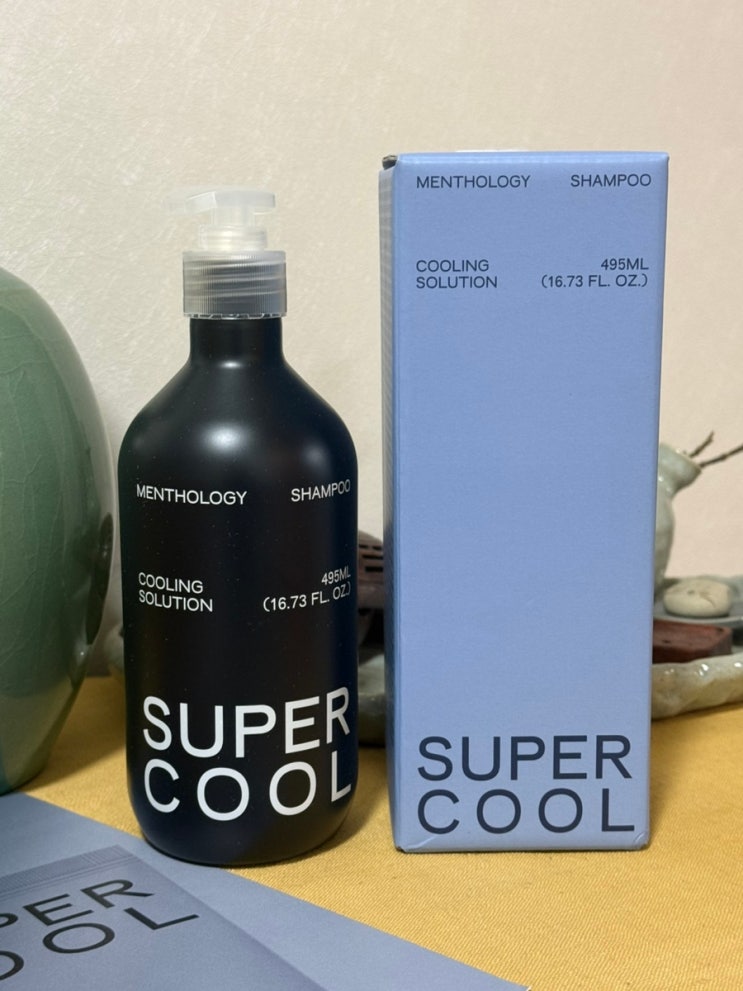 MENTHOLOGY SHAMPOO
COOLING SOLUTION
495ML
(16.73 FL. OZ.)
SUPER
COOL
MENTHOLOGY SHAMPOO
COOLING SOLUTION
495ML
(16.73 FL. OZ.)
SUPER
COOL
PER
OOL